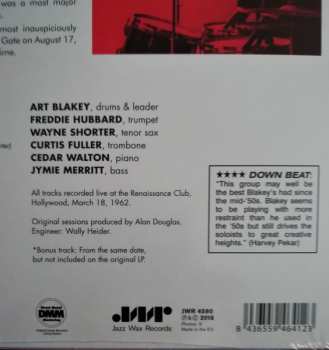 was a most major
most inauspiciously
Gate on August 17,
ime.
ART BLAKEY, drums & leader
FREDDIE HUBBARD, trumpet
WAYNE SHORTER, tenor sax
CURTIS FULLER, trombone
CEDAR WALTON, piano
JYMIE MERRITT, bass
All tracks recorded live at the Renaissance Club,
Hollywood, March 18, 1962.
Original sessions produced by Alan Douglas.
Engineer: Wally Heider.
*Bonus track: From the same date,
but not included on the original LP.
★★★★ DOWN BEAT:
"This group may well be
the best Blakey's had since
the mid-'50s. Blakey seems
to be playing with more
restraint than he used in
the '50s but still drives the
soloists to great creative
heights." (Harvey Pekar)
DMM
Jazz Wax Records
JWR 4580
℗ & © 2015
Made in the EU
8 436559 464123